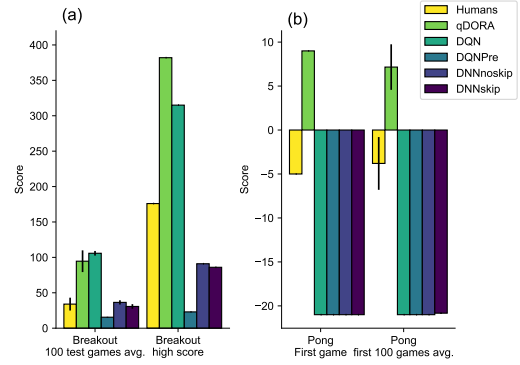 (a)
400
350
300
250
200
150
100
50
0
Score
Breakout
100 test games avg.
Breakout
high score
(b)
10
5
0
−5
−10
−15
−20
Score
Pong
First game
Pong
first 100 games avg.
Humans
qDORA
DQN
DQNPre
DNNnoskip
DNNskip